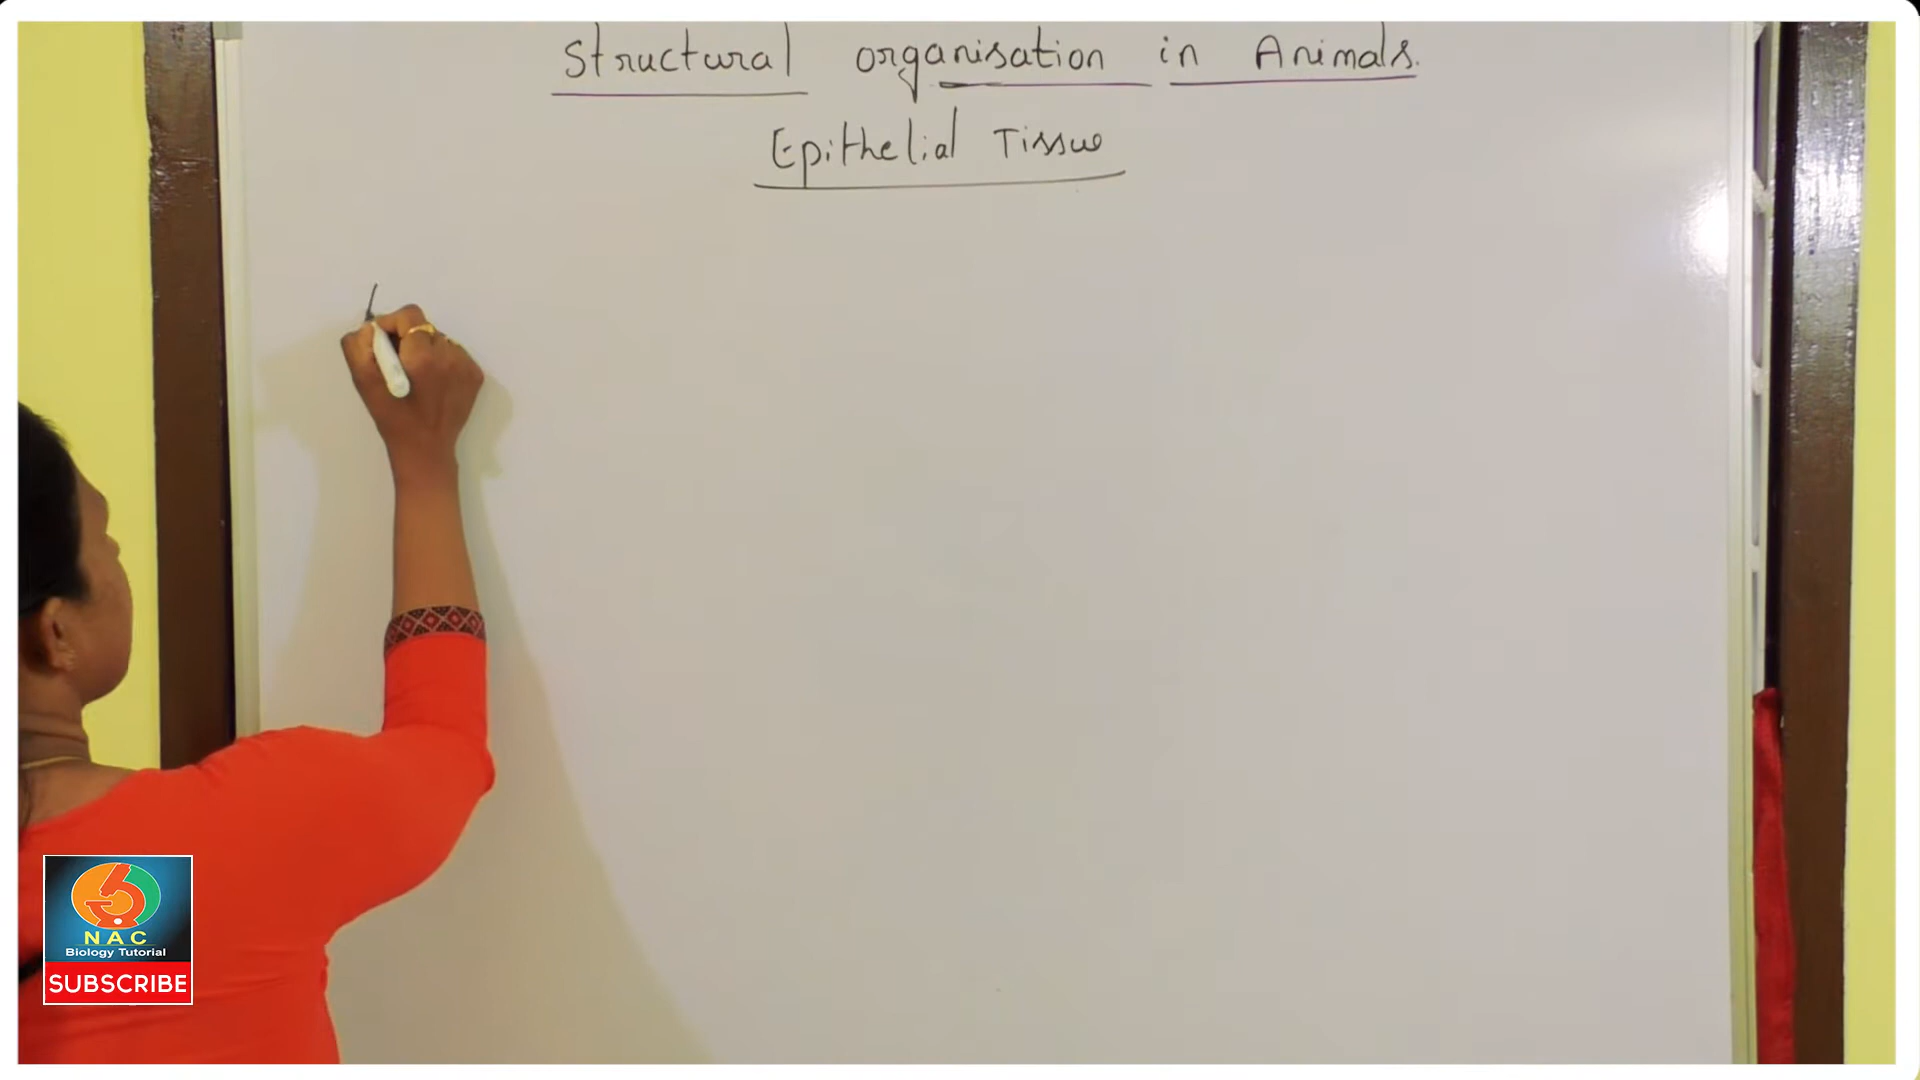 Structural organisation in Animals.
Epithelial Tissue
NAC
Biology Tutorial
SUBSCRIBE